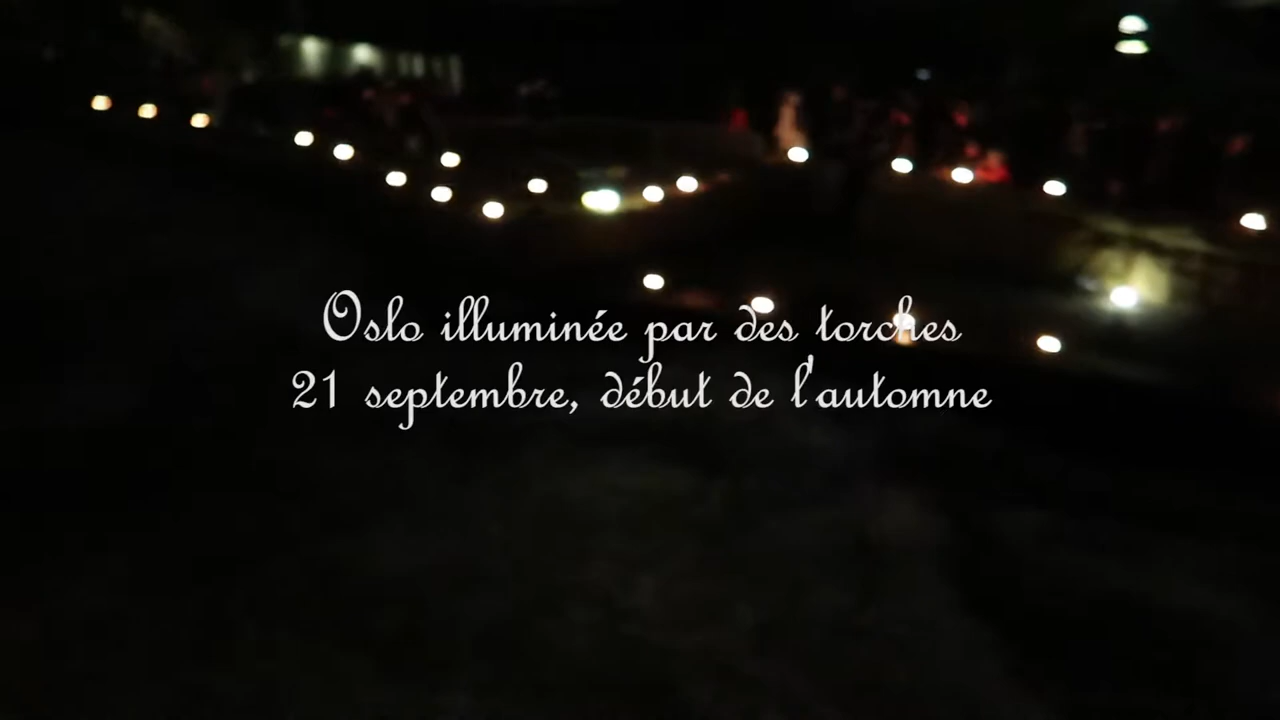 Oslo illuminée par des torches
21 septembre, début de l'automne